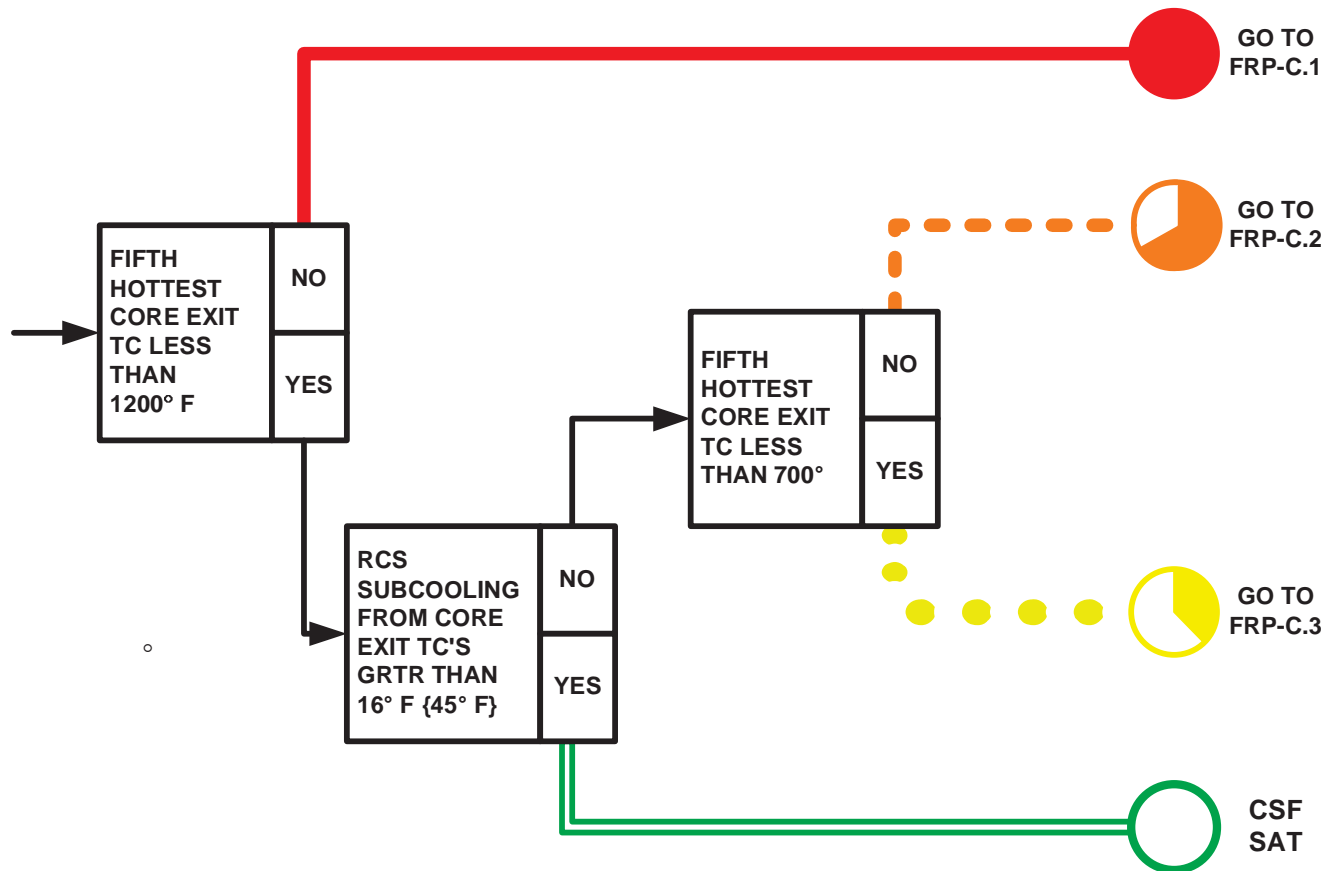 GO TO
FRP-C.1
FIFTH
HOTTEST
CORE EXIT
TC LESS
THAN
1200° F
NO
YES
GO TO
FRP-C.2
FIFTH
HOTTEST
CORE EXIT
TC LESS
THAN 700°
NO
YES
RCS
SUBCOOLING
FROM CORE
EXIT TC'S
GRTR THAN
16° F {45° F}
NO
YES
GO TO
FRP-C.3
°
CSF
SAT